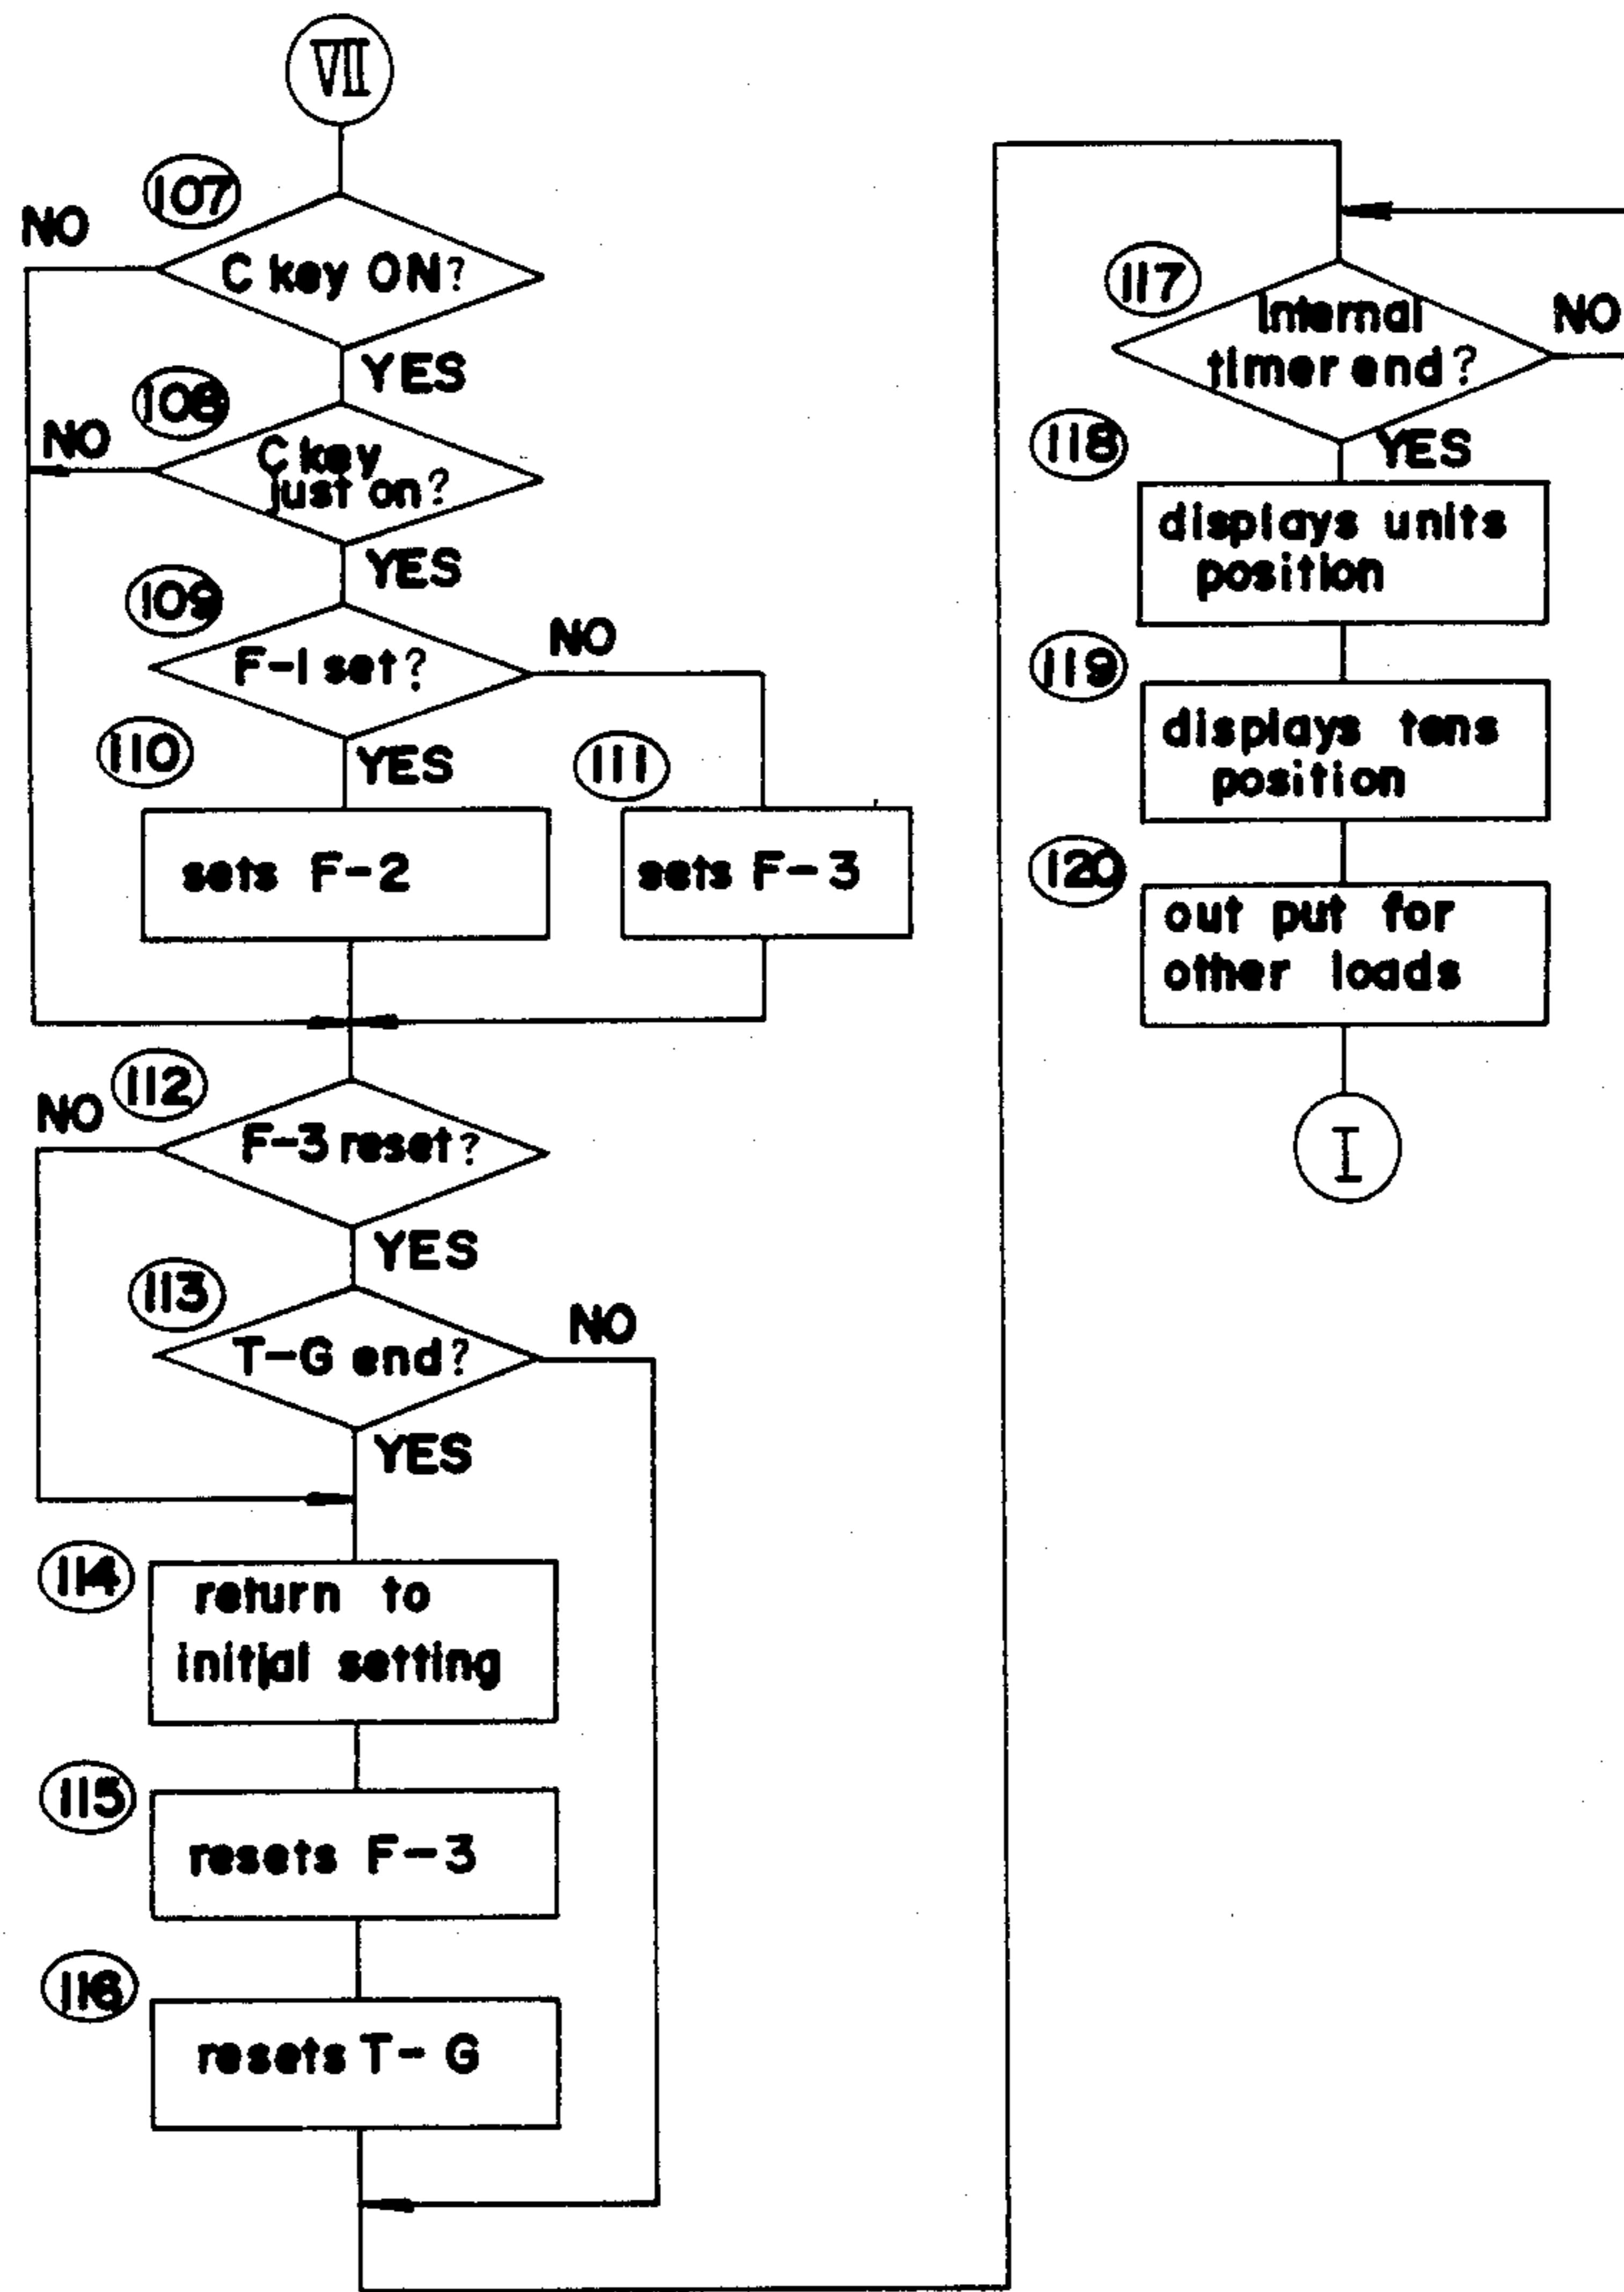 VII
107
NO
C key ON?
YES
108
NO
C key
just on?
YES
109
NO
F-1 set?
110
YES
111
sets F-2
sets F-3
112
NO
F-3 reset?
YES
113
NO
T-G end?
YES
114
return to
initial setting
115
resets F-3
116
resets T-G
117
Internal
timer end?
NO
118
YES
displays units
position
119
displays tens
position
120
out put for
other loads
I